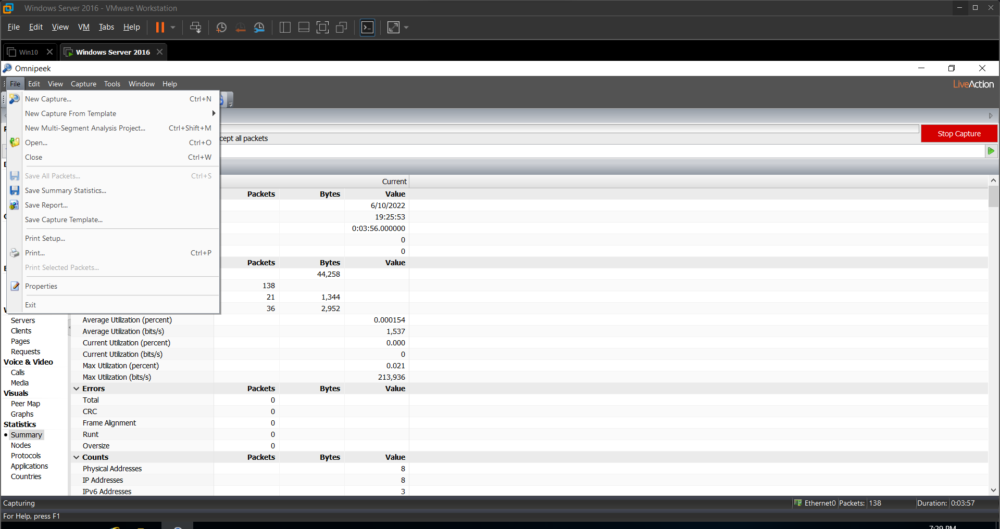 Windows Server 2016 - VMware Workstation
File Edit View VM Tabs Help
Win10 Windows Server 2016
Omnipeek
File Edit View Capture Tools Window Help
LiveAction
New Capture... Ctrl+N
New Capture From Template
New Multi-Segment Analysis Project... Ctrl+Shift+M
Open... Ctrl+O
Close Ctrl+W
Save All Packets... Ctrl+S
Save Summary Statistics...
Save Report...
Save Capture Template...
Print Setup...
Print... Ctrl+P
Print Selected Packets...
Properties
Exit
cept all packets
Stop Capture
Current
Packets Bytes Value
6/10/2022
19:25:53
0:03:56.000000
0
0
Packets Bytes Value
44,258
138
21 1,344
36 2,952
Average Utilization (percent) 0.000154
Average Utilization (bits/s) 1,537
Current Utilization (percent) 0.000
Current Utilization (bits/s) 0
Max Utilization (percent) 0.021
Max Utilization (bits/s) 213,936
Errors Packets Bytes Value
Total 0
CRC 0
Frame Alignment 0
Runt 0
Oversize 0
Counts Packets Bytes Value
Physical Addresses 8
IP Addresses 8
IPv6 Addresses 3
Servers
Clients
Pages
Requests
Voice & Video
Calls
Media
Visuals
Peer Map
Graphs
Statistics
Summary
Nodes
Protocols
Applications
Countries
Capturing Ethernet0 Packets: 138 Duration: 0:03:57
For Help, press F1
7:29 PM